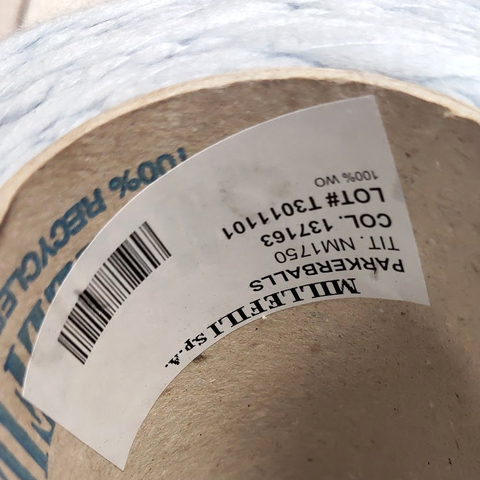 MILLEFILI S.p.A.
PARKERBALLS
TIT. NM1750
COL. 137163
LOT# T3011101
100% WO
100% RECYCLE